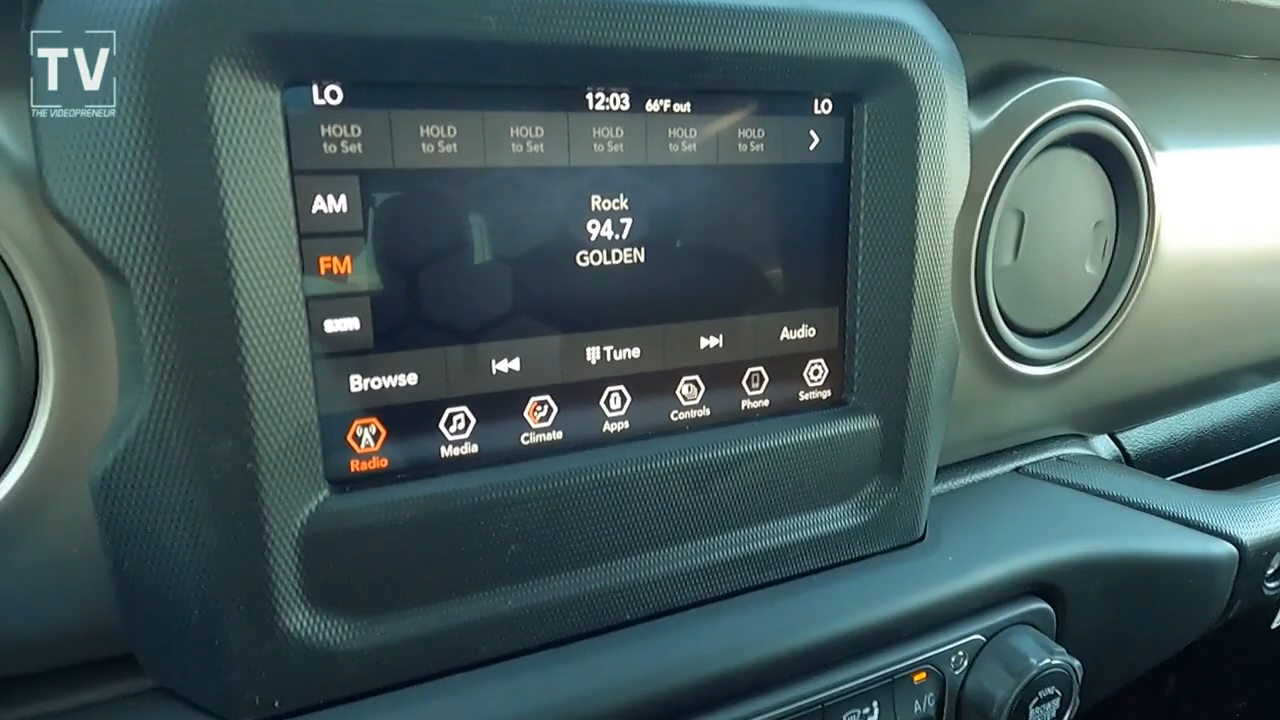 TV
THE VIDEOPRENEUR
LO 12:03 66°F out LO
HOLD to Set
HOLD to Set
HOLD to Set
HOLD to Set
HOLD to Set
HOLD to Set
AM
FM
Rock
94.7
GOLDEN
sxm
Browse
Tune
Audio
Radio
Media
Climate
Apps
Controls
Phone
Settings
A/C
TUNE
BROWSE